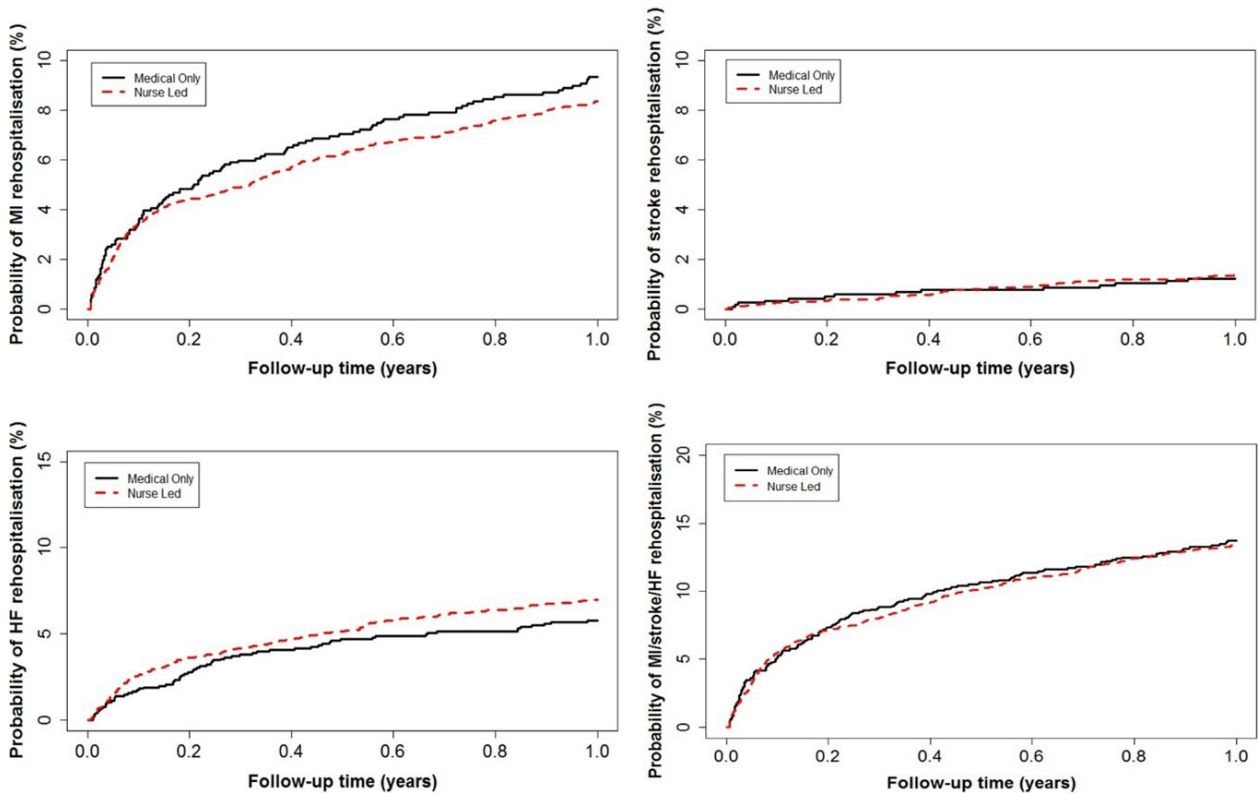 Probability of MI rehospitalisation (%)
10
8
6
4
2
0
Medical Only
Nurse Led
0.0 0.2 0.4 0.6 0.8 1.0
Follow-up time (years)
Probability of stroke rehospitalisation (%)
10
8
6
4
2
0
Medical Only
Nurse Led
0.0 0.2 0.4 0.6 0.8 1.0
Follow-up time (years)
Probability of HF rehospitalisation (%)
15
10
5
0
Medical Only
Nurse Led
0.0 0.2 0.4 0.6 0.8 1.0
Follow-up time (years)
Probability of MI/stroke/HF rehospitalisation (%)
20
15
10
5
0
Medical Only
Nurse Led
0.0 0.2 0.4 0.6 0.8 1.0
Follow-up time (years)